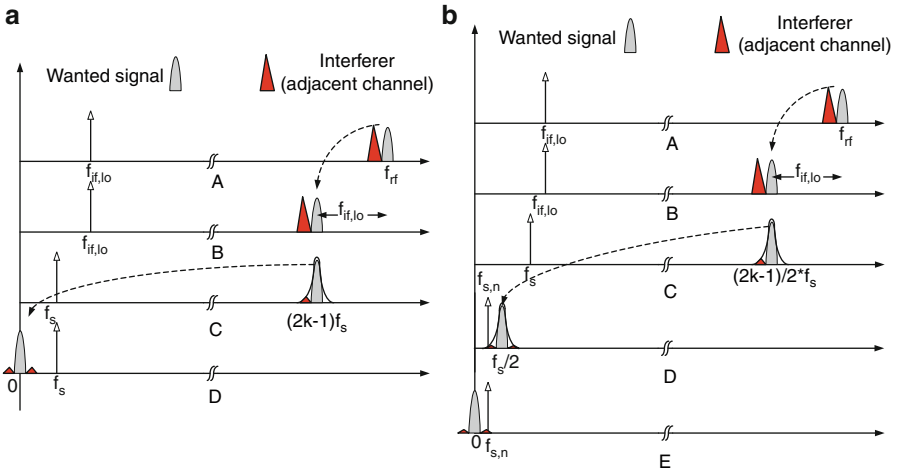 a
Wanted signal
Interferer
(adjacent channel)
f_if,lo
A
f_rf
f_if,lo
B
f_if,lo
f_s
C
(2k-1)f_s
0
f_s
D
b
Wanted signal
Interferer
(adjacent channel)
f_if,lo
A
f_rf
f_if,lo
B
f_if,lo
f_s
C
(2k-1)/2*f_s
f_s,n
f_s/2
D
0
f_s,n
E